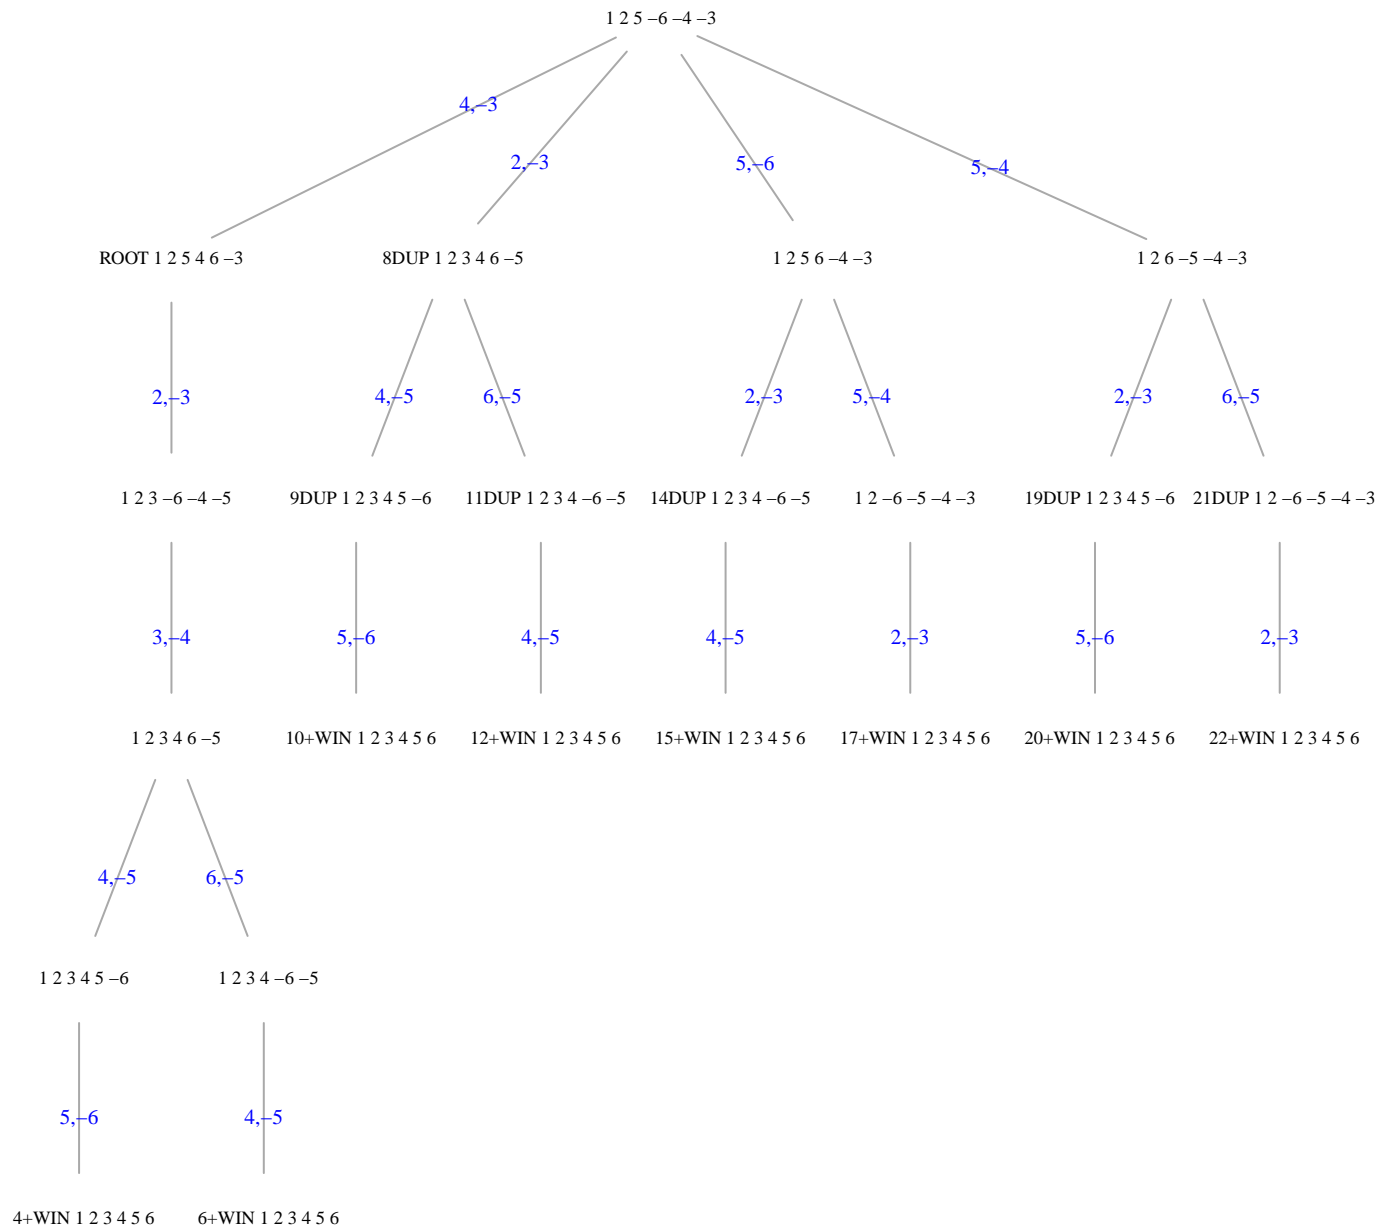 1 2 5 –6 –4 –3
4,–3
2,–3
5,–6
5,–4
ROOT 1 2 5 4 6 –3
8DUP 1 2 3 4 6 –5
1 2 5 6 –4 –3
1 2 6 –5 –4 –3
2,–3
4,–5
6,–5
2,–3
5,–4
2,–3
6,–5
1 2 3 –6 –4 –5
9DUP 1 2 3 4 5 –6
11DUP 1 2 3 4 –6 –5
14DUP 1 2 3 4 –6 –5
1 2 –6 –5 –4 –3
19DUP 1 2 3 4 5 –6
21DUP 1 2 –6 –5 –4 –3
3,–4
5,–6
4,–5
4,–5
2,–3
5,–6
2,–3
1 2 3 4 6 –5
10+WIN 1 2 3 4 5 6
12+WIN 1 2 3 4 5 6
15+WIN 1 2 3 4 5 6
17+WIN 1 2 3 4 5 6
20+WIN 1 2 3 4 5 6
22+WIN 1 2 3 4 5 6
4,–5
6,–5
1 2 3 4 5 –6
1 2 3 4 –6 –5
5,–6
4,–5
4+WIN 1 2 3 4 5 6
6+WIN 1 2 3 4 5 6